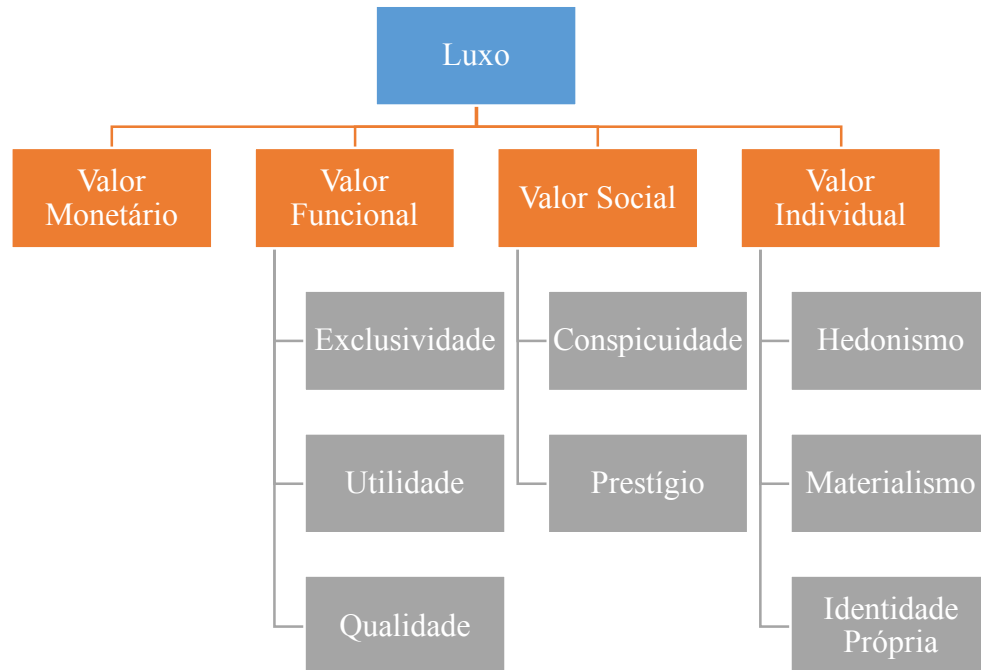 Luxo
Valor
Monetário
Valor
Funcional
Valor Social
Valor
Individual
Exclusividade
Conspicuidade
Hedonismo
Utilidade
Prestígio
Materialismo
Qualidade
Identidade
Própria